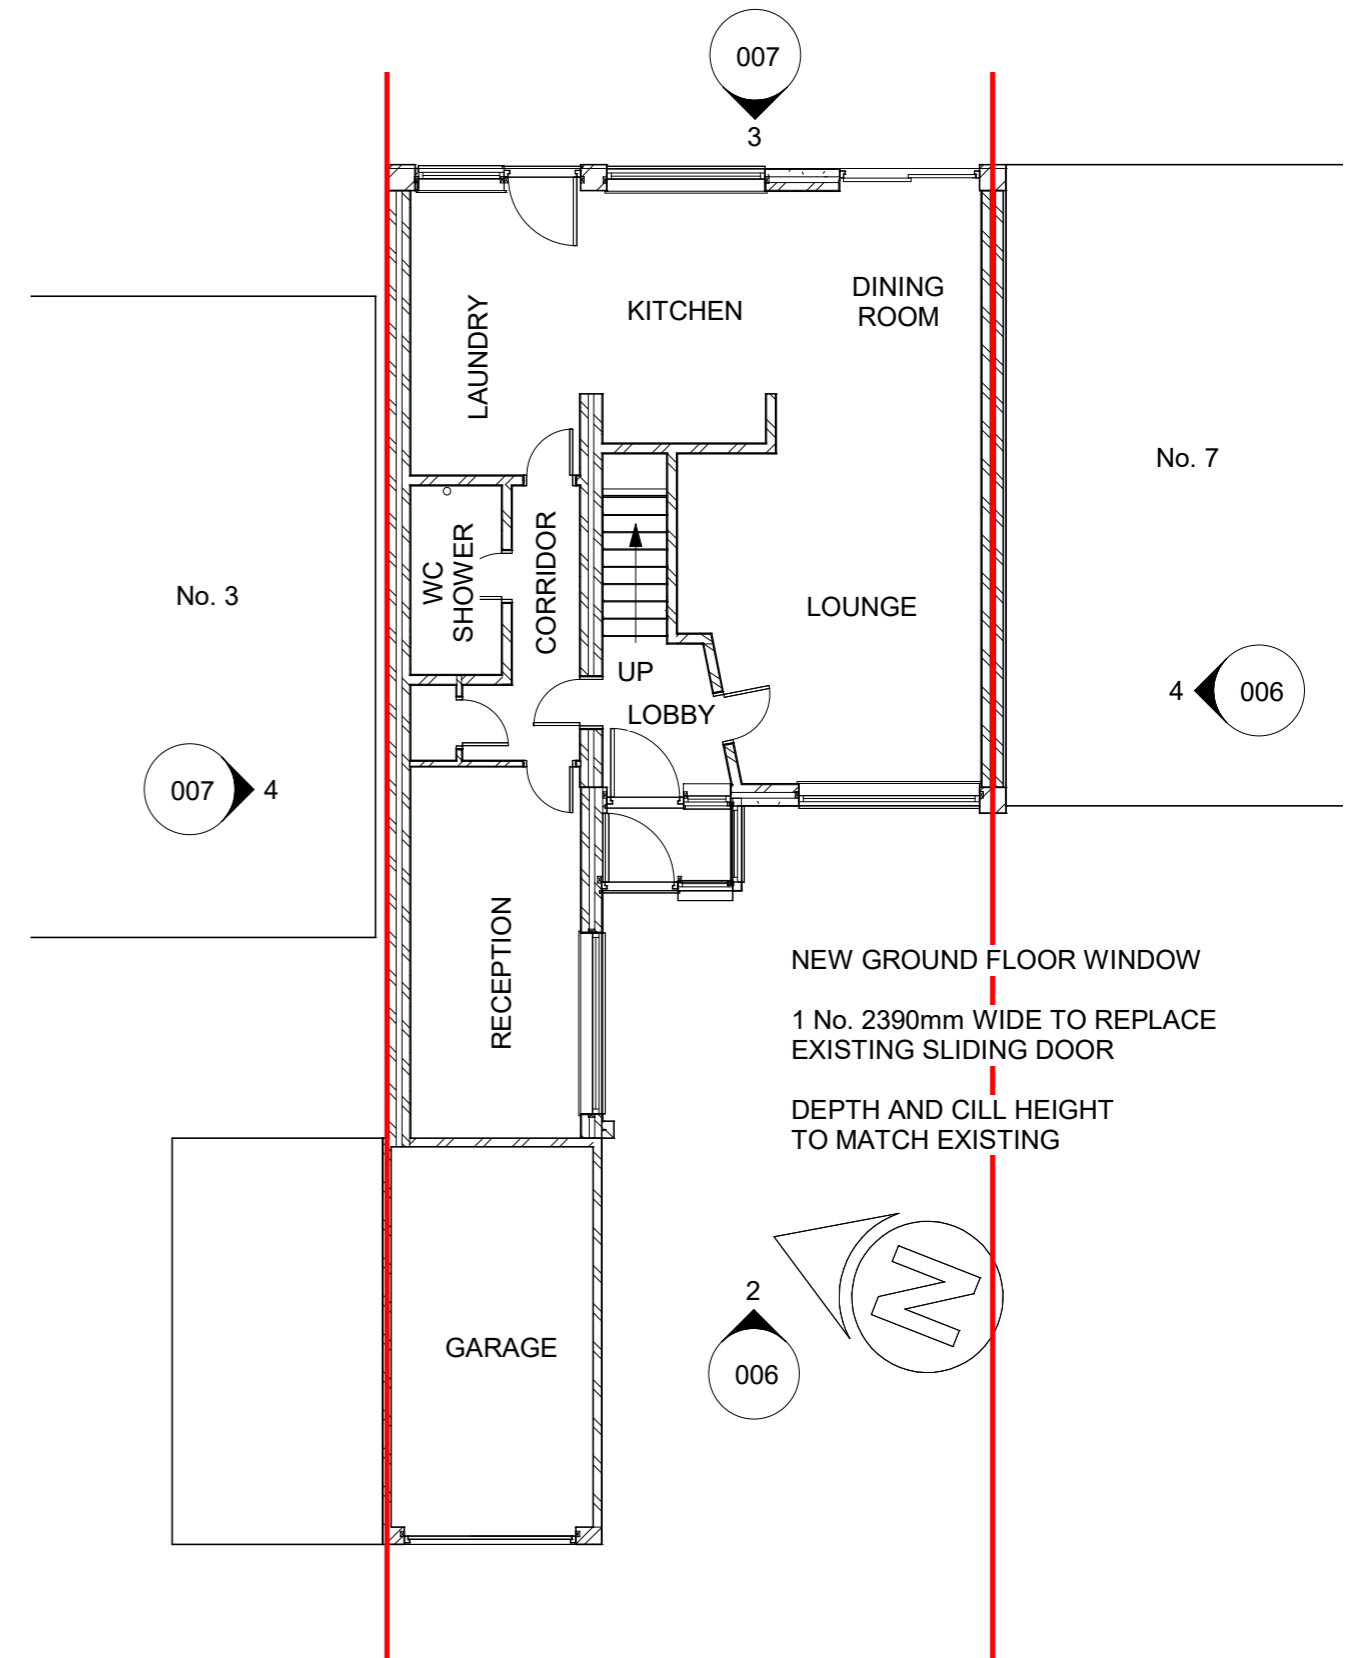 007
3
DINING
ROOM
KITCHEN
LAUNDRY
No. 7
No. 3
WC
SHOWER
CORRIDOR
LOUNGE
UP
LOBBY
4
006
007
4
RECEPTION
NEW GROUND FLOOR WINDOW
1 No. 2390mm WIDE TO REPLACE
EXISTING SLIDING DOOR
DEPTH AND CILL HEIGHT
TO MATCH EXISTING
N
2
006
GARAGE